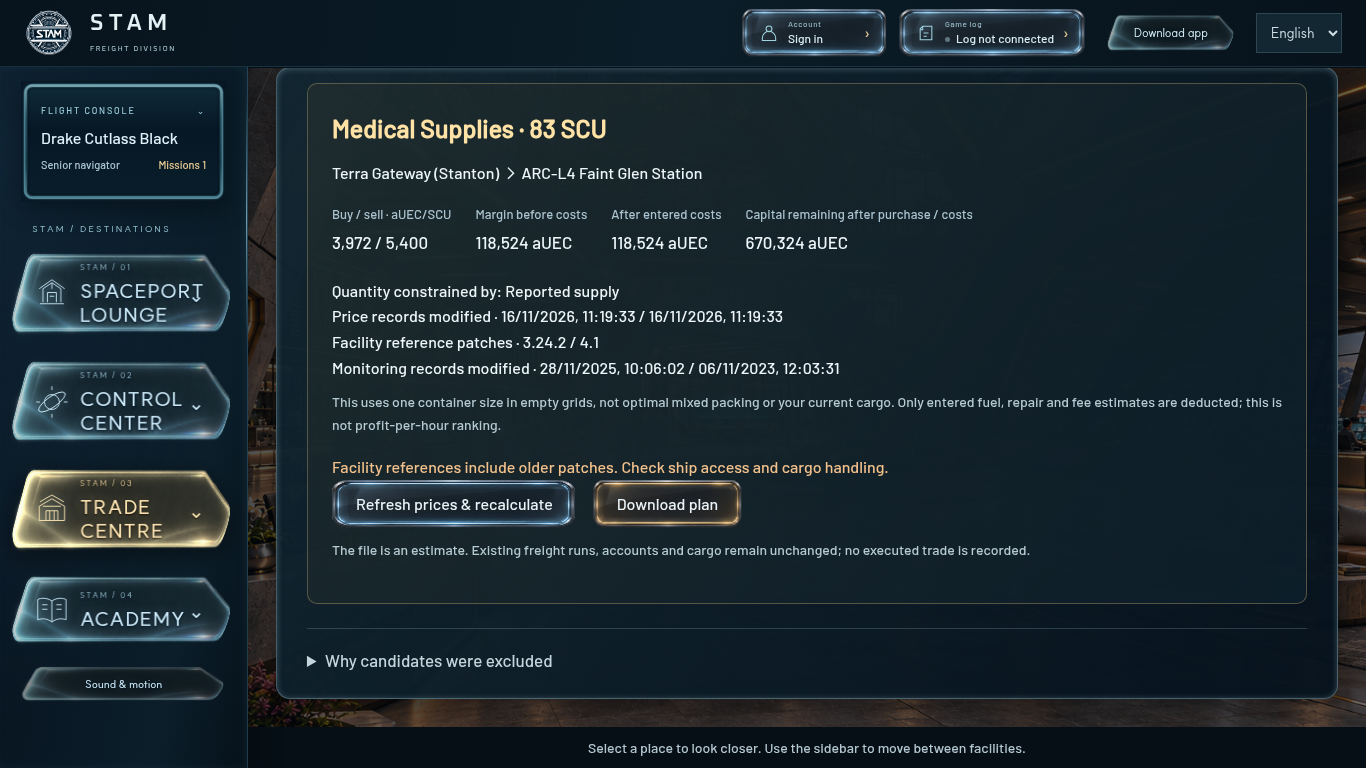 STAM
STAM
FREIGHT DIVISION
Account
Sign in
Game log
Log not connected
Download app
English
FLIGHT CONSOLE
Drake Cutlass Black
Senior navigator
Missions 1
STAM / DESTINATIONS
STAM / 01
SPACEPORT
LOUNGE
STAM / 02
CONTROL
CENTER
STAM / 03
TRADE
CENTRE
STAM / 04
ACADEMY
Sound & motion
Medical Supplies · 83 SCU
Terra Gateway (Stanton) > ARC-L4 Faint Glen Station
Buy / sell · aUEC/SCU
3,972 / 5,400
Margin before costs
118,524 aUEC
After entered costs
118,524 aUEC
Capital remaining after purchase / costs
670,324 aUEC
Quantity constrained by: Reported supply
Price records modified · 16/11/2026, 11:19:33 / 16/11/2026, 11:19:33
Facility reference patches · 3.24.2 / 4.1
Monitoring records modified · 28/11/2025, 10:06:02 / 06/11/2023, 12:03:31
This uses one container size in empty grids, not optimal mixed packing or your current cargo. Only entered fuel, repair and fee estimates are deducted; this is
not profit-per-hour ranking.
Facility references include older patches. Check ship access and cargo handling.
Refresh prices & recalculate
Download plan
The file is an estimate. Existing freight runs, accounts and cargo remain unchanged; no executed trade is recorded.
Why candidates were excluded
Select a place to look closer. Use the sidebar to move between facilities.